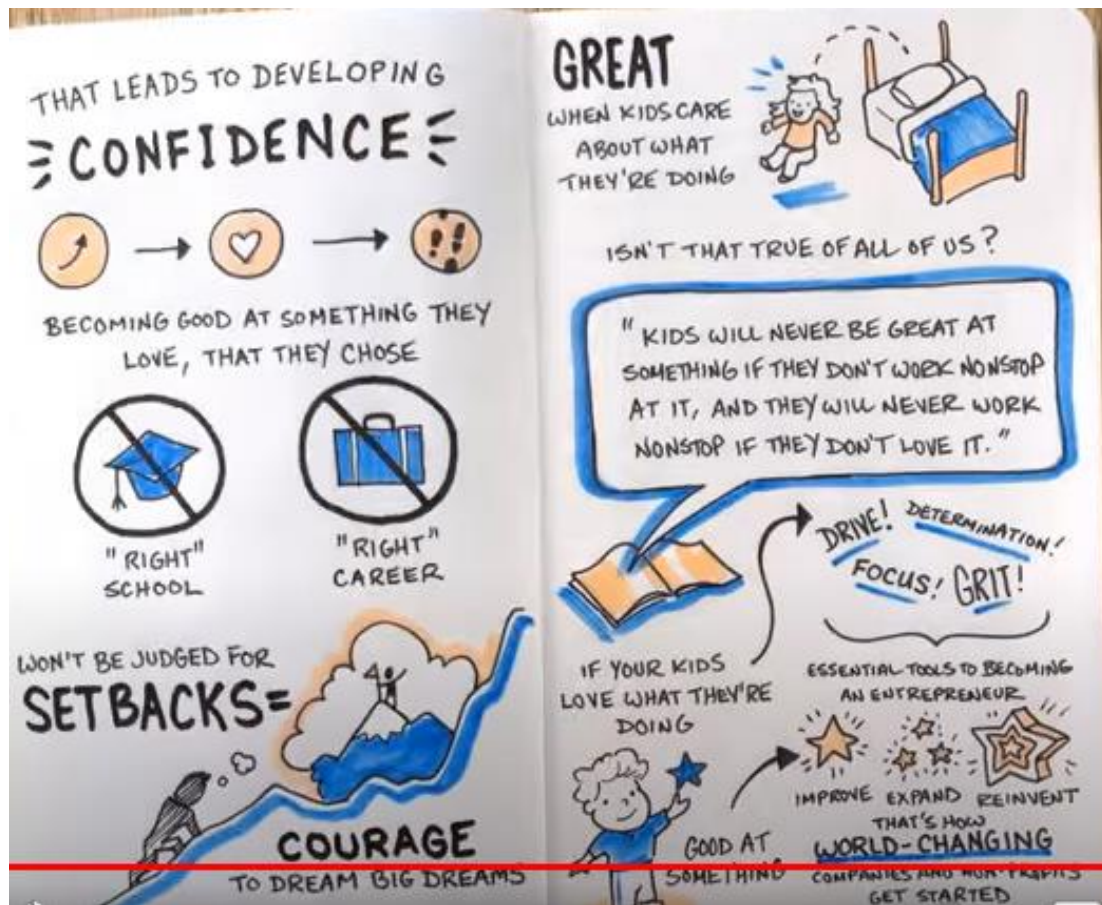 THAT LEADS TO DEVELOPING
CONFIDENCE
BECOMING GOOD AT SOMETHING THEY
LOVE, THAT THEY CHOSE
"RIGHT"
SCHOOL
"RIGHT"
CAREER
WON'T BE JUDGED FOR
SETBACKS=
COURAGE
TO DREAM BIG DREAMS
GREAT
WHEN KIDS CARE
ABOUT WHAT
THEY'RE DOING
ISN'T THAT TRUE OF ALL OF US?
"KIDS WILL NEVER BE GREAT AT
SOMETHING IF THEY DON'T WORK NONSTOP
AT IT, AND THEY WILL NEVER WORK
NONSTOP IF THEY DON'T LOVE IT."
DRIVE! DETERMINATION!
FOCUS! GRIT!
IF YOUR KIDS
LOVE WHAT THEY'RE
DOING
ESSENTIAL TOOLS TO BECOMING
AN ENTREPRENEUR
GOOD AT
SOMETHING
IMPROVE EXPAND REINVENT
THAT'S HOW
WORLD-CHANGING
COMPANIES AND NON-PROFITS
GET STARTED